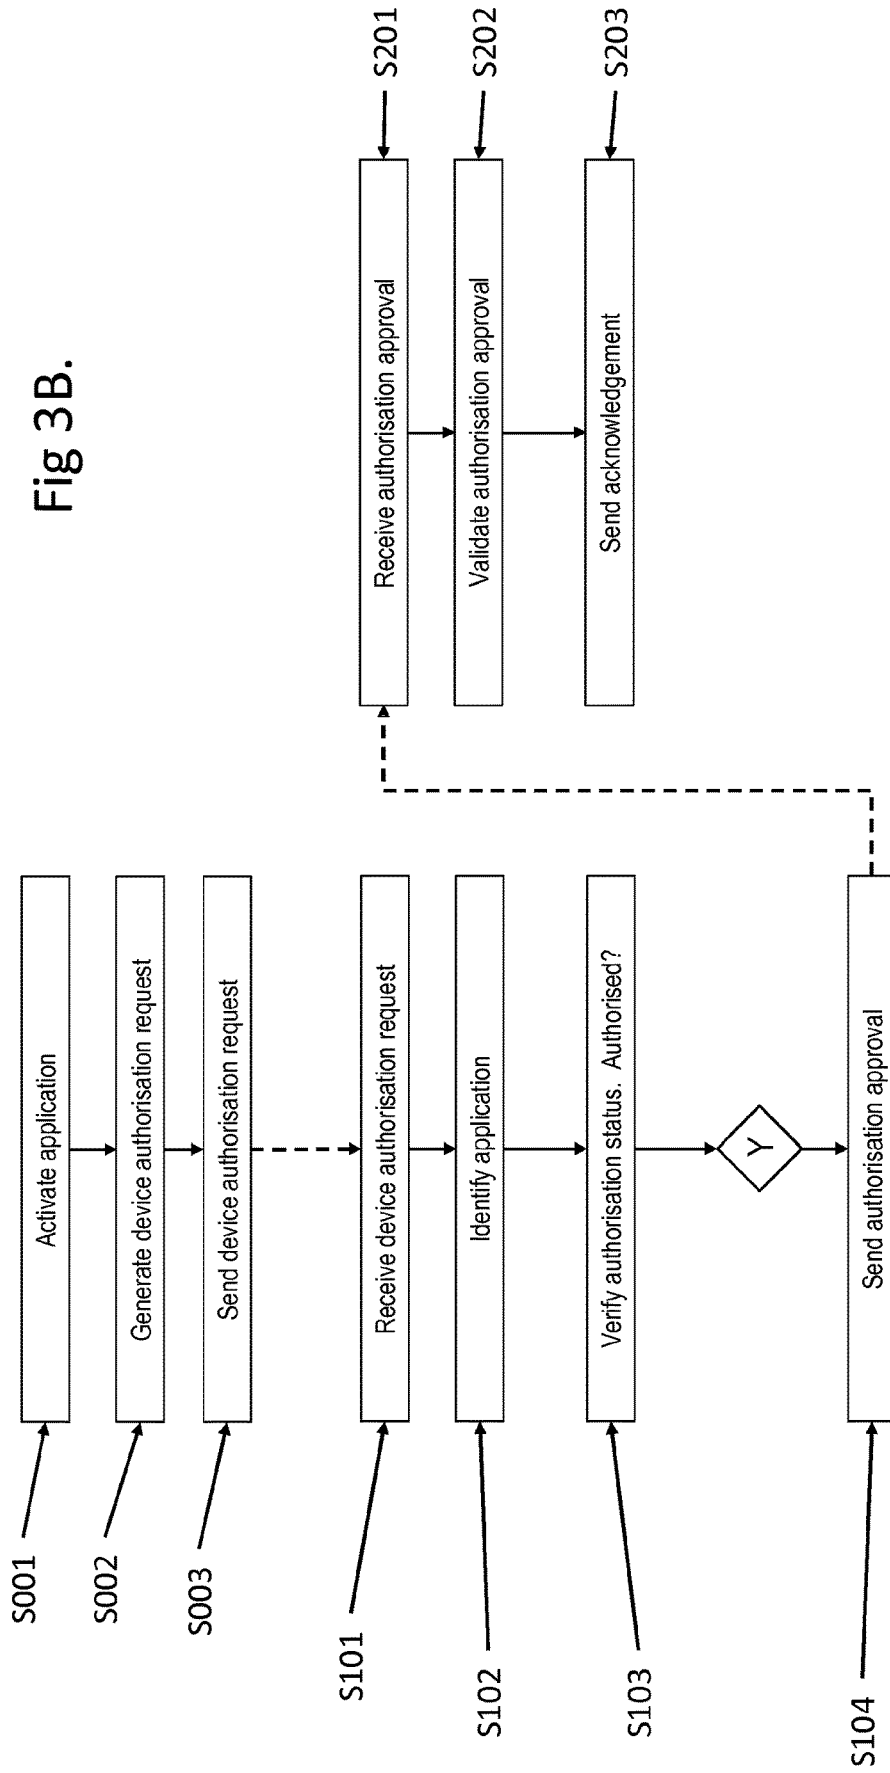 Fig 3B.
S001
Activate application
S002
Generate device authorisation request
S003
Send device authorisation request
S101
Receive device authorisation request
S102
Identify application
S103
Verify authorisation status. Authorised?
Y
S104
Send authorisation approval
Receive authorisation approval
S201
Validate authorisation approval
S202
Send acknowledgement
S203